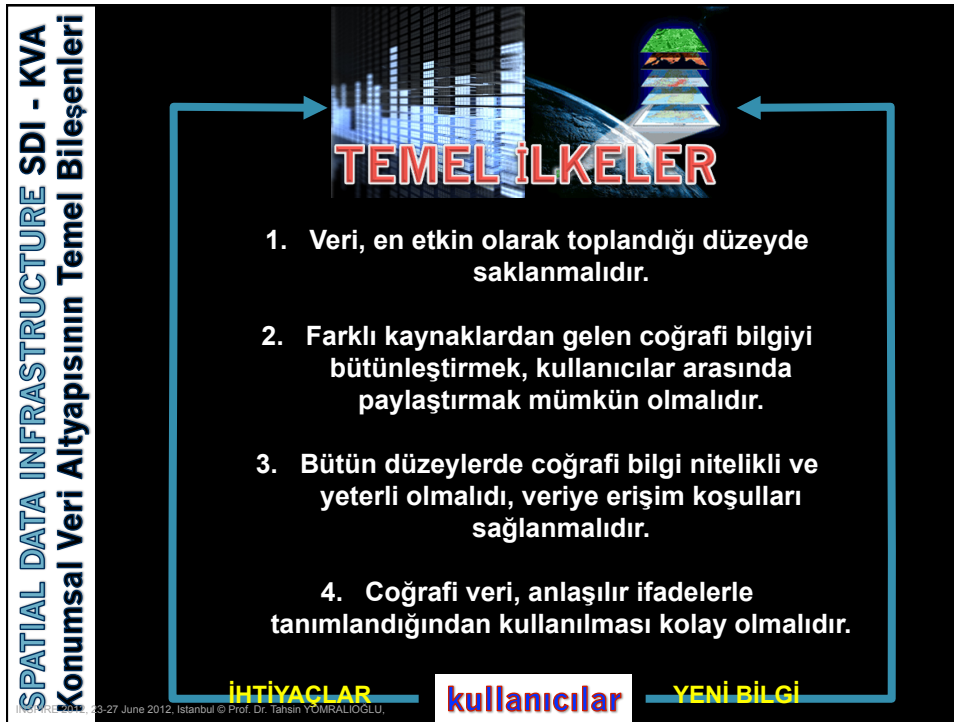 SPATIAL DATA INFRASTRUCTURE SDI - KVA
Konumsal Veri Altyapısının Temel Bileşenleri
TEMEL İLKELER
1. Veri, en etkin olarak toplandığı düzeyde
saklanmalıdır.
2. Farklı kaynaklardan gelen coğrafi bilgiyi
bütünleştirmek, kullanıcılar arasında
paylaştırmak mümkün olmalıdır.
3. Bütün düzeylerde coğrafi bilgi nitelikli ve
yeterli olmalıdı, veriye erişim koşulları
sağlanmalıdır.
4. Coğrafi veri, anlaşılır ifadelerle
tanımlandığından kullanılması kolay olmalıdır.
İHTİYAÇLAR kullanıcılar YENİ BİLGİ
INSPIRE 2012, 23-27 June 2012, Istanbul © Prof. Dr. Tahsin YOMRALIOGLU,